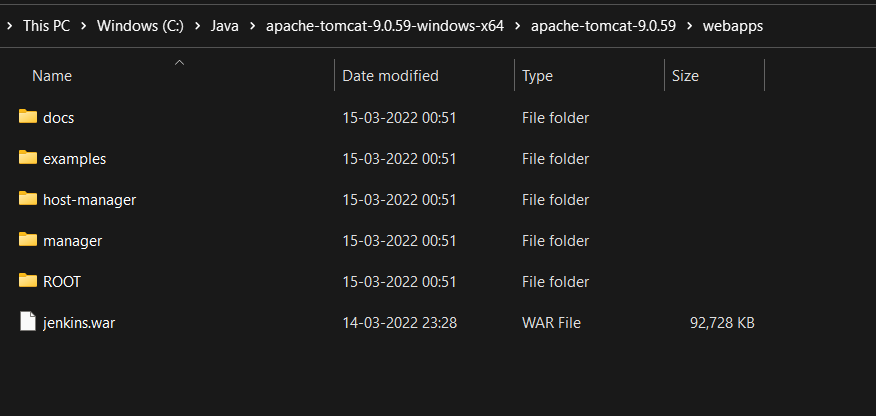 This PC > Windows (C:) > Java > apache-tomcat-9.0.59-windows-x64 > apache-tomcat-9.0.59 > webapps
Name Date modified Type Size
docs 15-03-2022 00:51 File folder
examples 15-03-2022 00:51 File folder
host-manager 15-03-2022 00:51 File folder
manager 15-03-2022 00:51 File folder
ROOT 15-03-2022 00:51 File folder
jenkins.war 14-03-2022 23:28 WAR File 92,728 KB